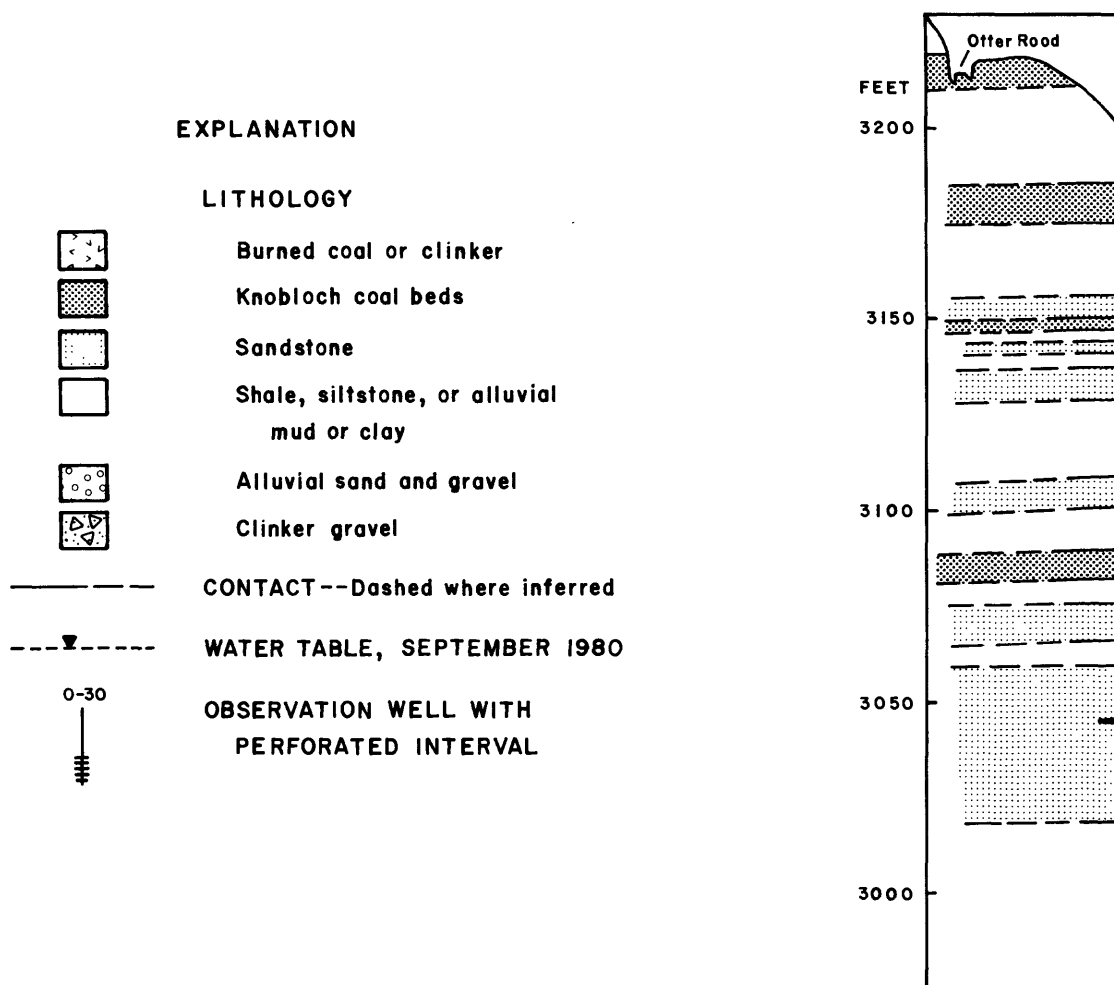 EXPLANATION
LITHOLOGY
Burned coal or clinker
Knobloch coal beds
Sandstone
Shale, siltstone, or alluvial
mud or clay
Alluvial sand and gravel
Clinker gravel
CONTACT--Dashed where inferred
WATER TABLE, SEPTEMBER 1980
0-30
OBSERVATION WELL WITH
PERFORATED INTERVAL
Otter Road
FEET
3200
3150
3100
3050
3000